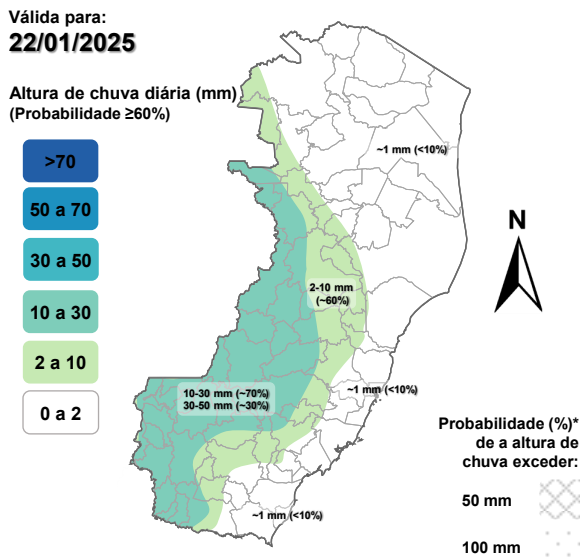 Válida para:
22/01/2025
Altura de chuva diária (mm)
(Probabilidade ≥60%)
>70
50 a 70
30 a 50
10 a 30
2 a 10
0 a 2
~1 mm (<10%)
2-10 mm
(~60%)
10-30 mm (~70%)
30-50 mm (~30%)
~1 mm (<10%)
~1 mm (<10%)
N
Probabilidade (%)*
de a altura de
chuva exceder:
50 mm
100 mm